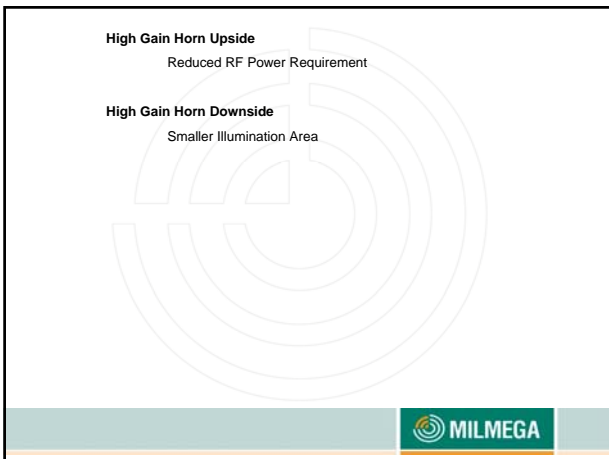 High Gain Horn Upside
Reduced RF Power Requirement
High Gain Horn Downside
Smaller Illumination Area
MILMEGA